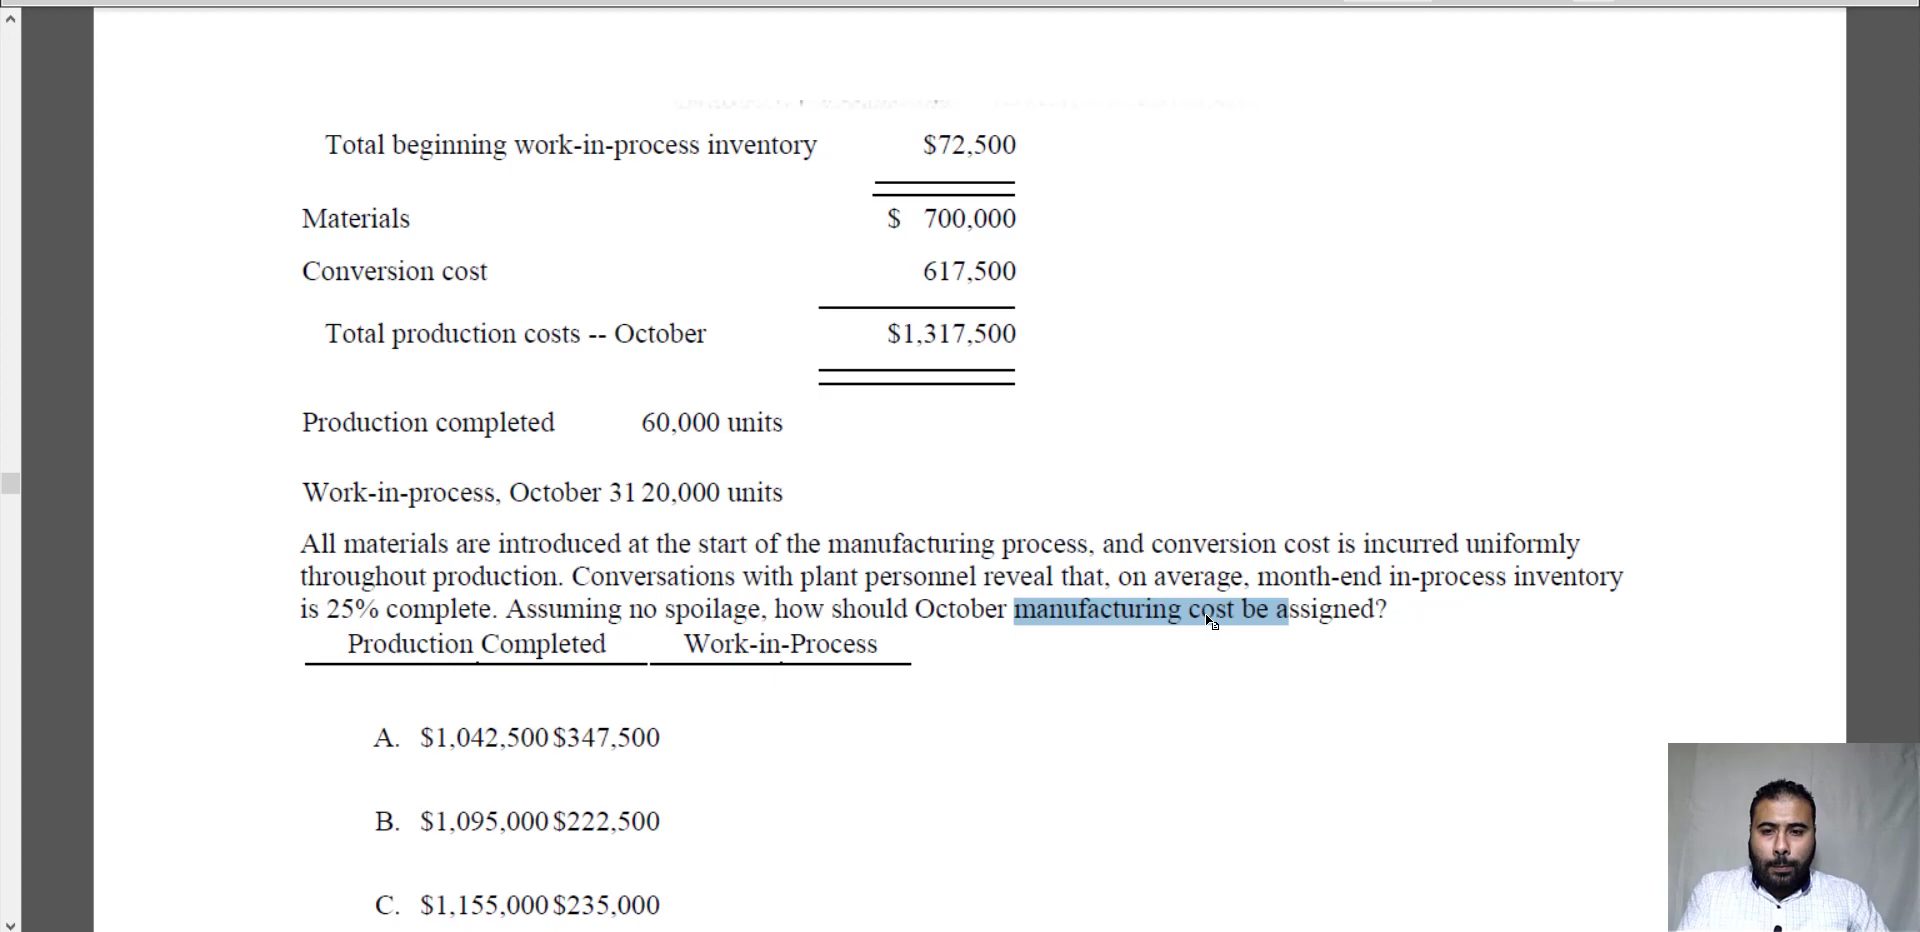 Total beginning work-in-process inventory $72,500
Materials $ 700,000
Conversion cost 617,500
Total production costs -- October $1,317,500
Production completed 60,000 units
Work-in-process, October 31 20,000 units
All materials are introduced at the start of the manufacturing process, and conversion cost is incurred uniformly
throughout production. Conversations with plant personnel reveal that, on average, month-end in-process inventory
is 25% complete. Assuming no spoilage, how should October manufacturing cost be assigned?
Production Completed Work-in-Process
A. $1,042,500 $347,500
B. $1,095,000 $222,500
C. $1,155,000 $235,000